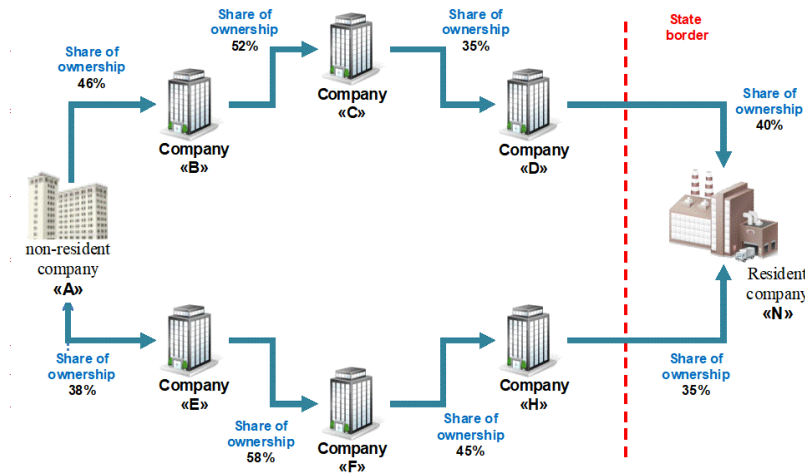 Share of
ownership
46%
Share of
ownership
52%
Share of
ownership
35%
State
border
Share of
ownership
40%
Company
«B»
Company
«C»
Company
«D»
non-resident
company
«A»
Resident
company
«N»
Share of
ownership
38%
Company
«E»
Share of
ownership
58%
Company
«F»
Share of
ownership
45%
Company
«H»
Share of
ownership
35%